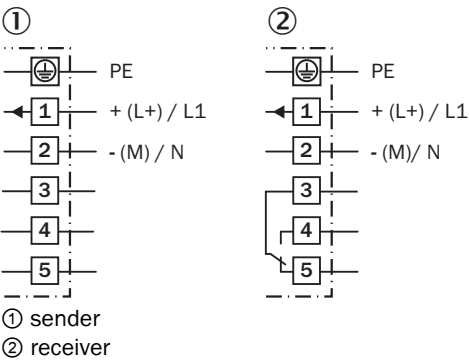 ① ②
PE PE
1 + (L+) / L1 1 + (L+) / L1
2 - (M) / N 2 - (M)/ N
3 3
4 4
5 5
① sender
② receiver